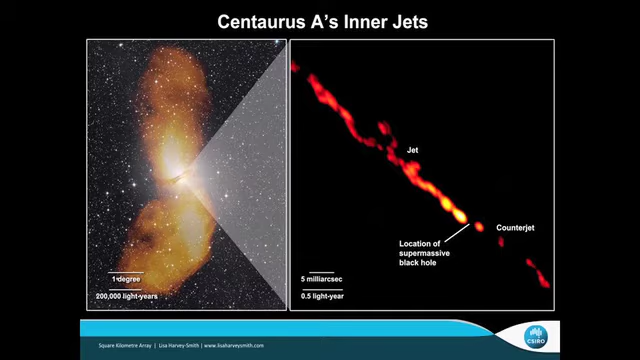 Centaurus A's Inner Jets
1 degree
200,000 light-years
Jet
Counterjet
Location of
supermassive
black hole
5 milliarcsec
0.5 light-year
Square Kilometre Array | Lisa Harvey-Smith | www.lisaharveysmith.com
CSIRO